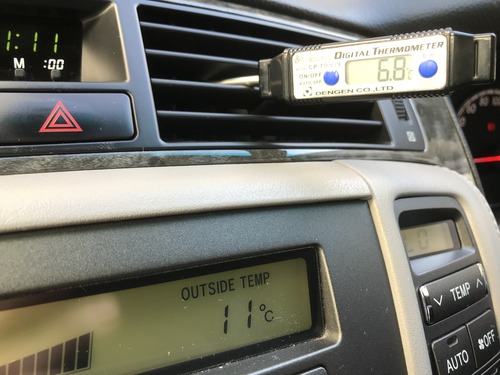 1:11
M :00
DIGITAL THERMOMETER
ON/OFF
6.8°C
DENGEN CO.,LTD
OUTSIDE TEMP
11°C
TEMP
AUTO
OFF